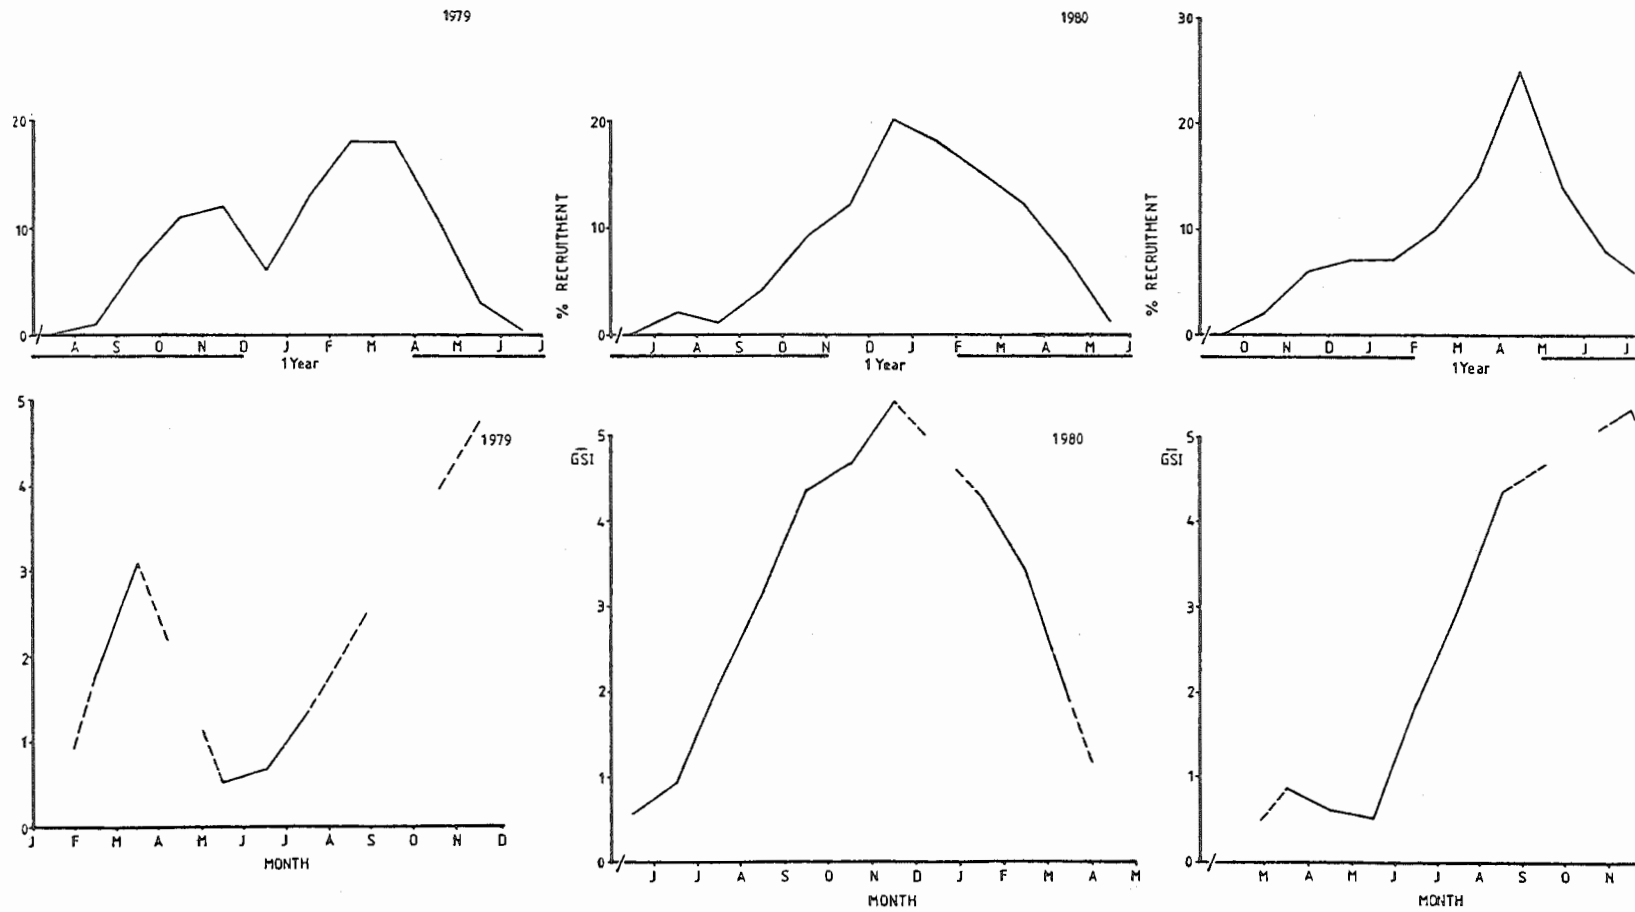 1979
20
10
0
A S O N D J F M A M J J
1 Year
1980
% RECRUITMENT
20
10
0
J A S O N D J F M A M J
1 Year
% RECRUITMENT
30
20
10
0
O N D J F M A M J J
1 Year
1979
5
4
3
2
1
0
J F M A M J J A S O N D
MONTH
1980
GSI
5
4
3
2
1
0
J J A S O N J F M A M
MONTH
GSI
5
4
3
2
1
0
M A M J J A S O N
MONTH